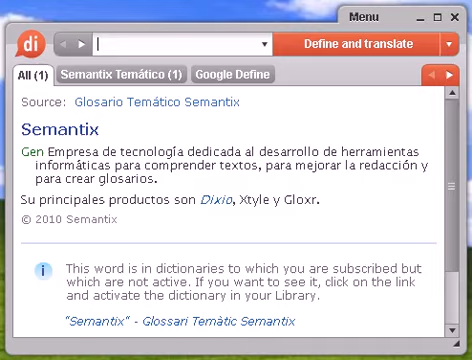 Menu
di
Define and translate
All (1)
Semantix Temático (1)
Google Define
Source: Glosario Temático Semantix
Semantix
Gen Empresa de tecnología dedicada al desarrollo de herramientas
informáticas para comprender textos, para mejorar la redacción y
para crear glosarios.
Su principales productos son Dixio, Xtyle y Gloxr.
© 2010 Semantix
i
This word is in dictionaries to which you are subscribed but
which are not active. If you want to see it, click on the link
and activate the dictionary in your Library.
"Semantix" - Glossari Temàtic Semantix